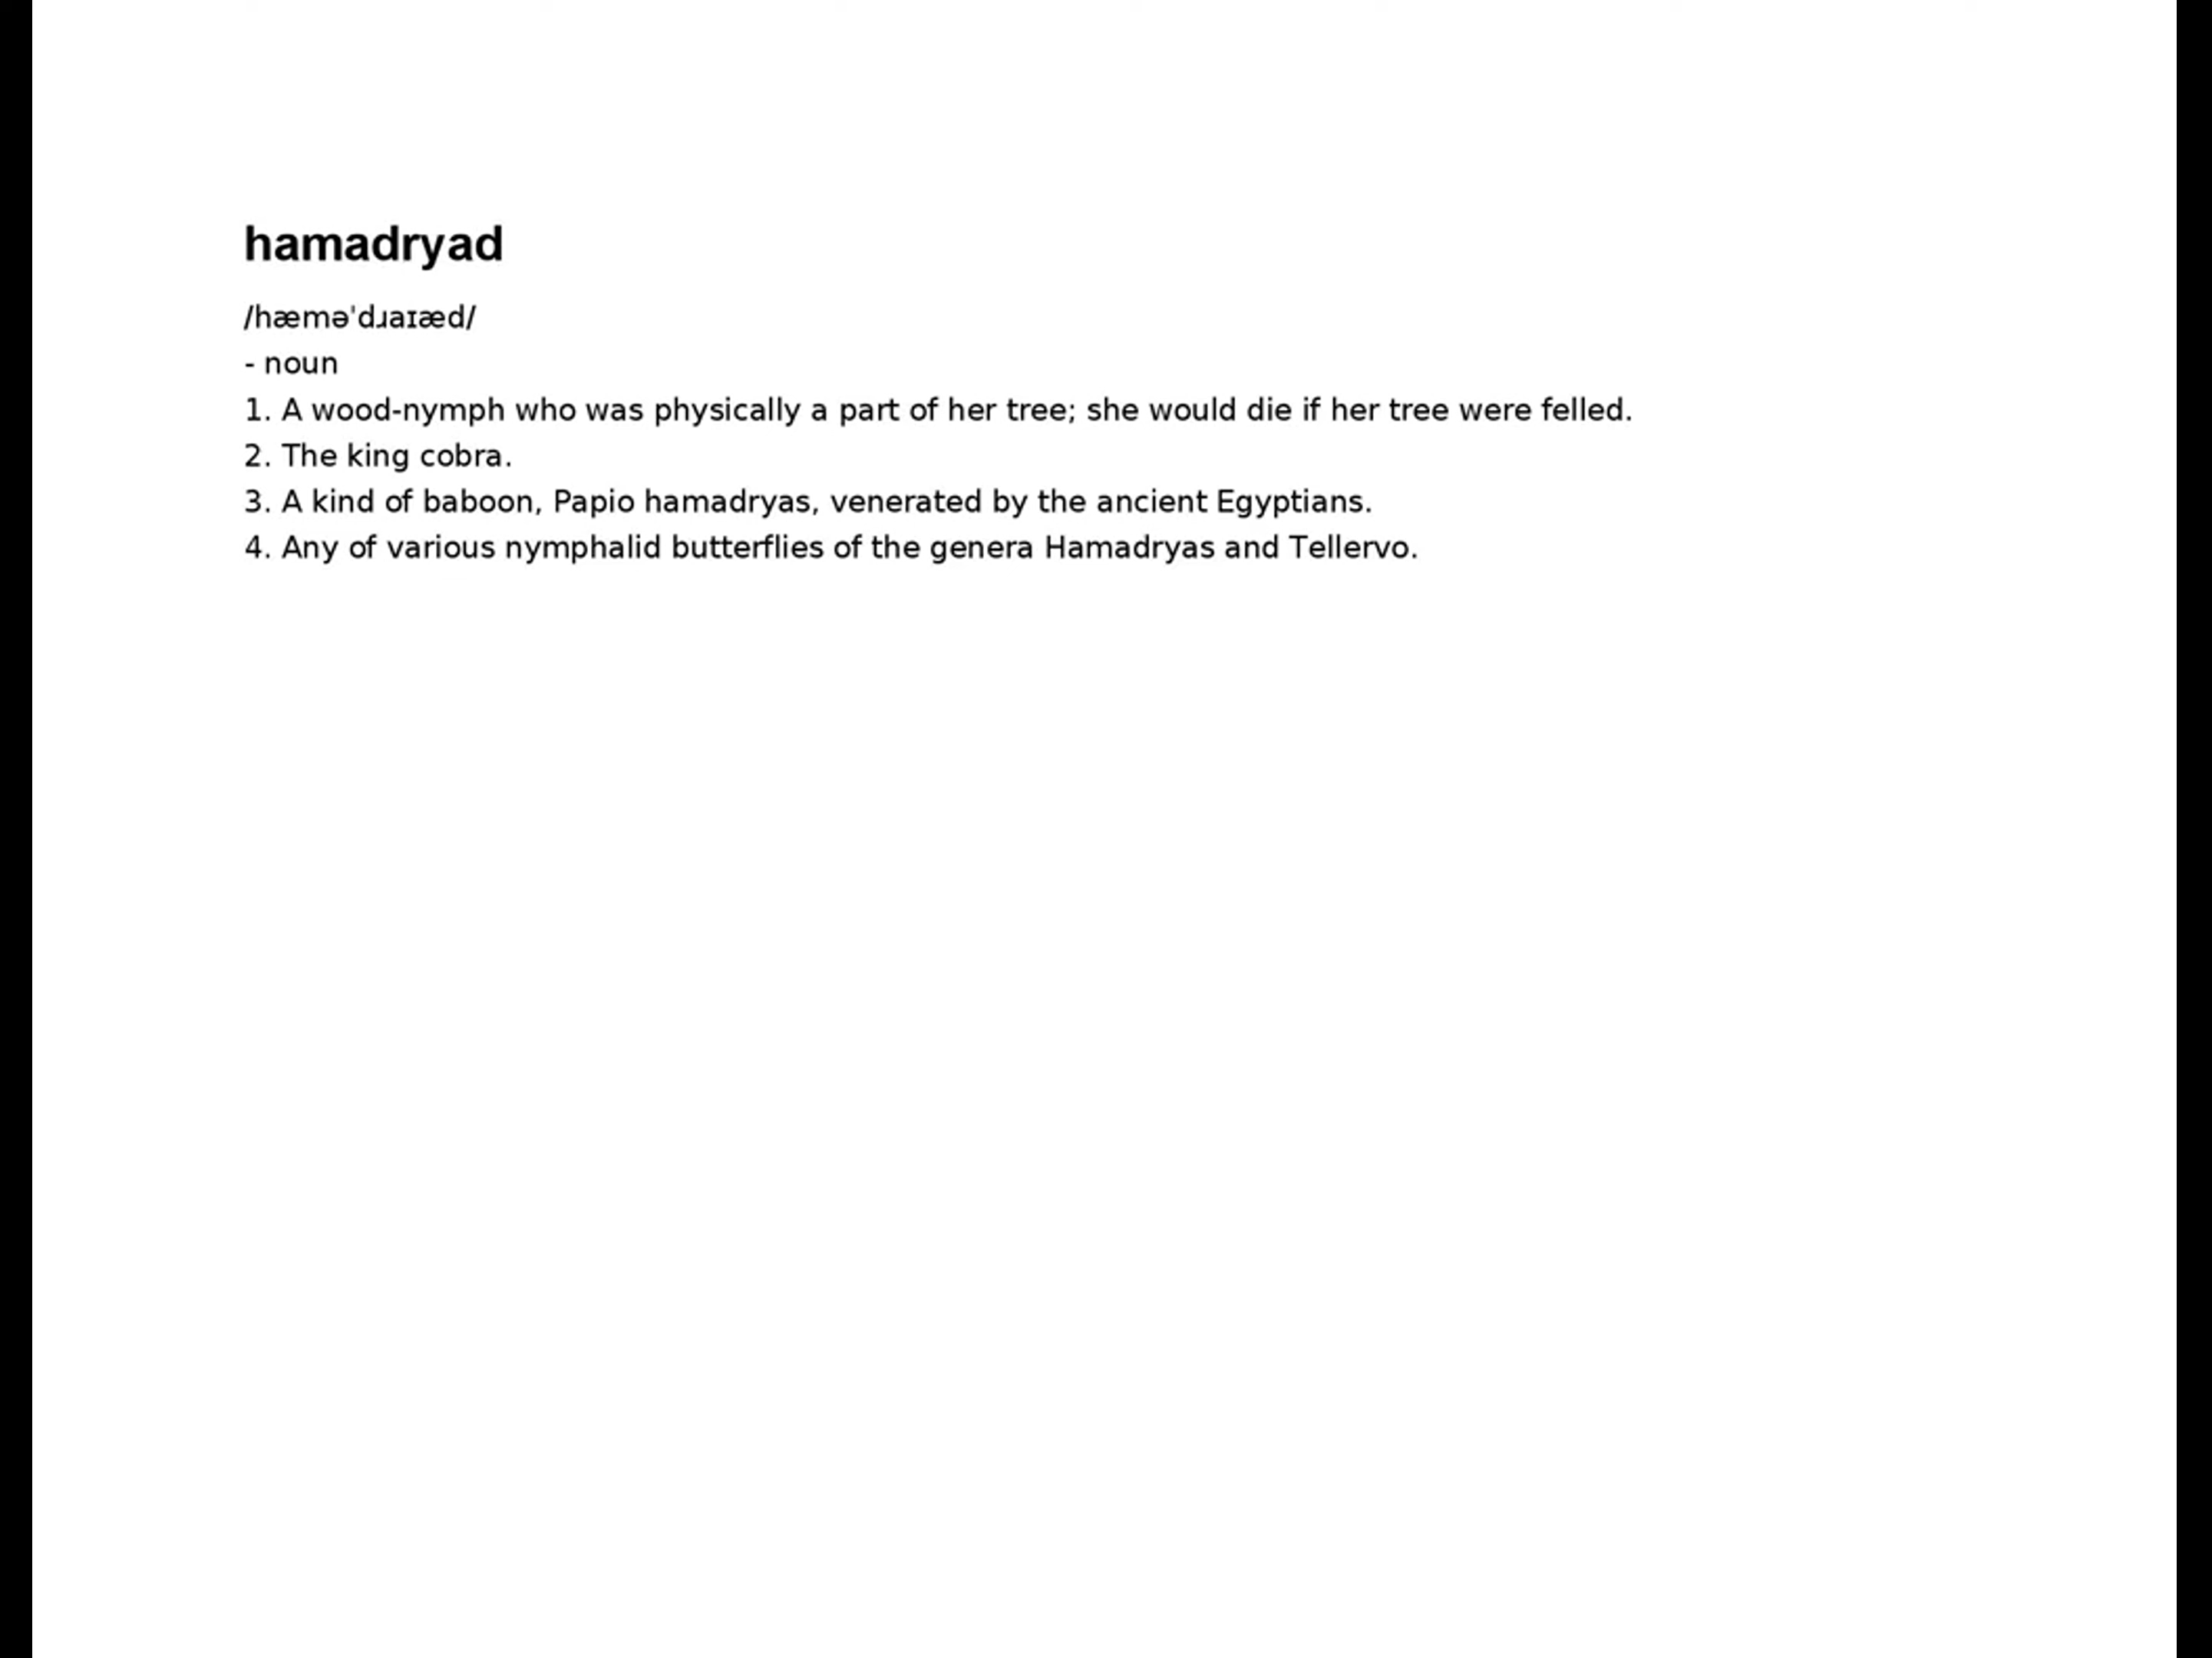 hamadryad
/hæməˈdɹaɪæd/
- noun
1. A wood-nymph who was physically a part of her tree; she would die if her tree were felled.
2. The king cobra.
3. A kind of baboon, Papio hamadryas, venerated by the ancient Egyptians.
4. Any of various nymphalid butterflies of the genera Hamadryas and Tellervo.